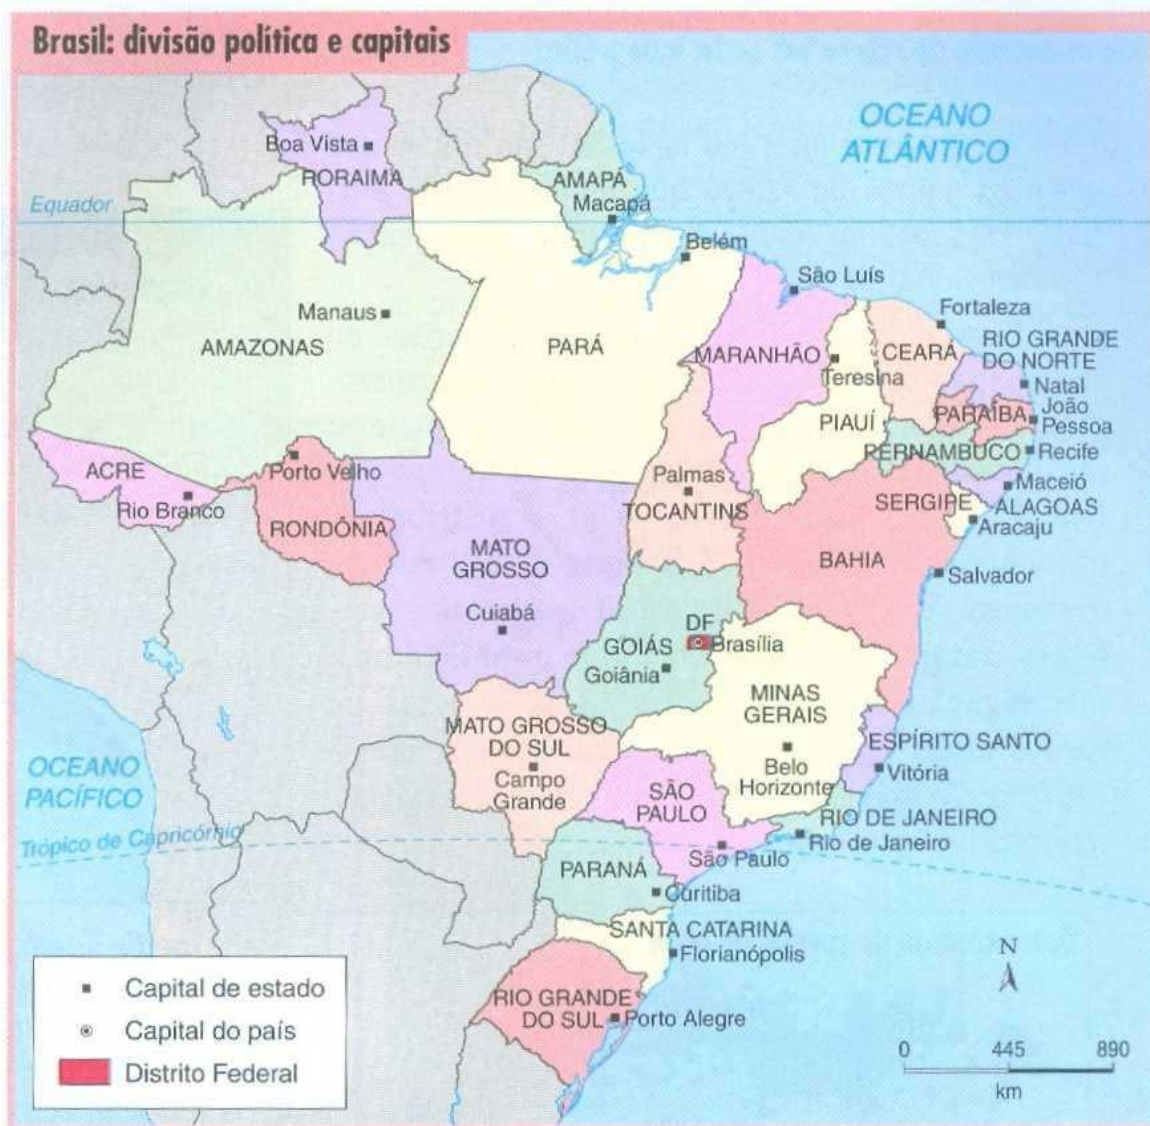 Brasil: divisão política e capitais
OCEANO
ATLÂNTICO
Boa Vista
RORAIMA
AMAPÁ
Macapá
Equador
Belém
São Luís
Fortaleza
Manaus
AMAZONAS
PARÁ
MARANHÃO
Teresina
CEARÁ
RIO GRANDE
DO NORTE
Natal
PARAÍBA
João
Pessoa
PIAUÍ
PERNAMBUCO
Recife
ACRE
Rio Branco
Porto Velho
RONDÔNIA
Palmas
TOCANTINS
Maceió
ALAGOAS
SERGIPE
Aracaju
MATO
GROSSO
Cuiabá
BAHIA
Salvador
DF
Brasília
GOIÁS
Goiânia
MINAS
GERAIS
Belo
Horizonte
MATO GROSSO
DO SUL
Campo
Grande
ESPÍRITO SANTO
Vitória
OCEANO
PACÍFICO
SÃO
PAULO
São Paulo
RIO DE JANEIRO
Rio de Janeiro
Trópico de Capricórnio
PARANÁ
Curitiba
SANTA CATARINA
Florianópolis
RIO GRANDE
DO SUL
Porto Alegre
Capital de estado
Capital do país
Distrito Federal
N
0 445 890
km